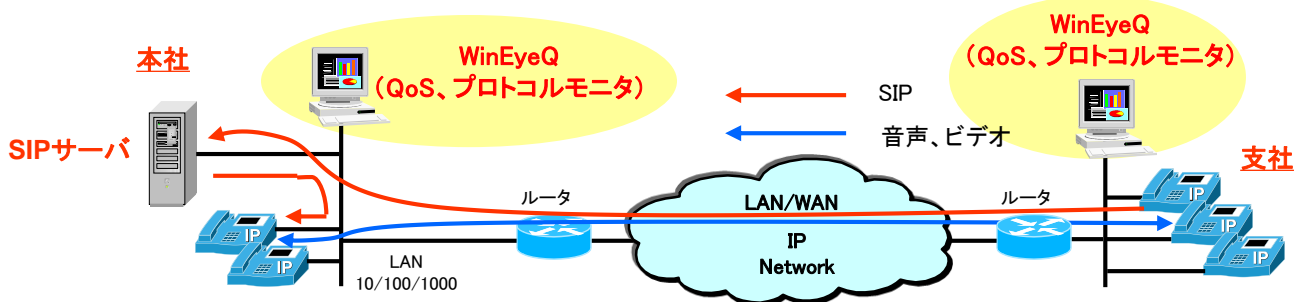 本社
WinEyeQ
(QoS、プロトコルモニタ)
SIP
音声、ビデオ
WinEyeQ
(QoS、プロトコルモニタ)
SIPサーバ
支社
ルータ
LAN/WAN
IP
Network
ルータ
IP
IP
LAN
10/100/1000
IP
IP
IP